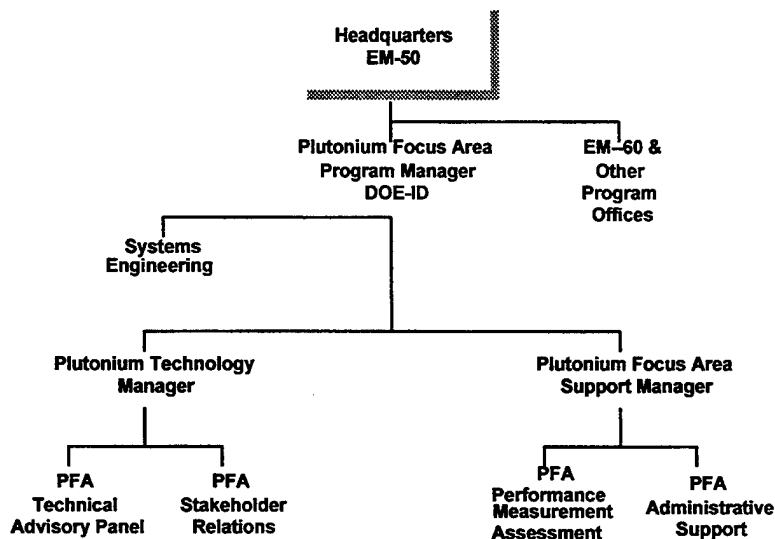 Headquarters
EM-50
Plutonium Focus Area
Program Manager
DOE-ID
EM-60 &
Other
Program
Offices
Systems
Engineering
Plutonium Technology
Manager
Plutonium Focus Area
Support Manager
PFA
Technical
Advisory Panel
PFA
Stakeholder
Relations
PFA
Performance
Measurement
Assessment
PFA
Administrative
Support